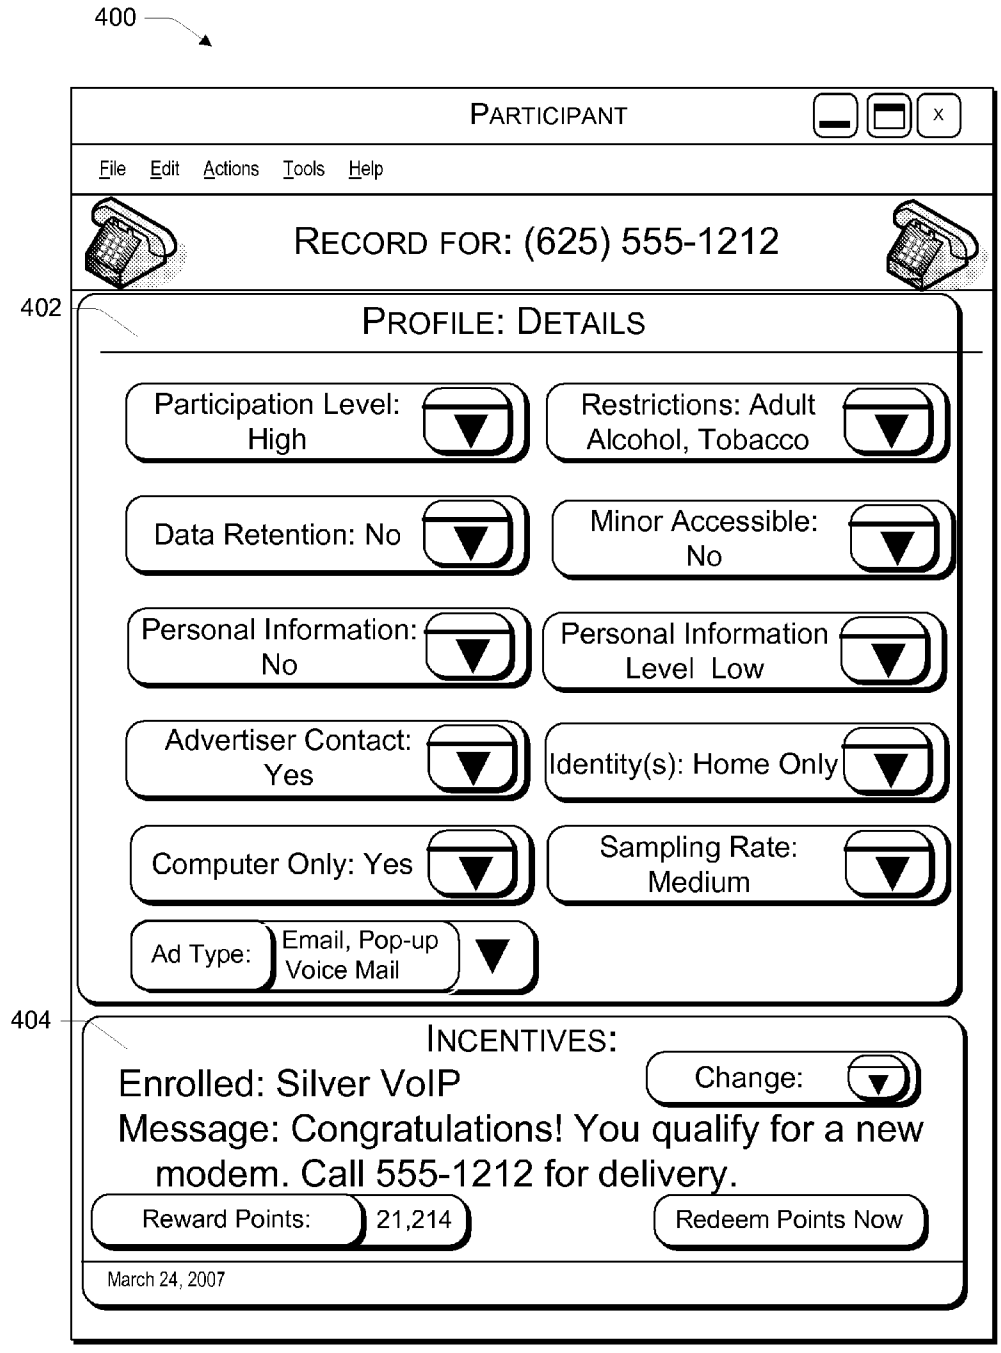 400
PARTICIPANT
X
File Edit Actions Tools Help
RECORD FOR: (625) 555-1212
402
PROFILE: DETAILS
Participation Level:
High
Restrictions: Adult
Alcohol, Tobacco
Data Retention: No
Minor Accessible:
No
Personal Information:
No
Personal Information
Level Low
Advertiser Contact:
Yes
Identity(s): Home Only
Computer Only: Yes
Sampling Rate:
Medium
Ad Type:
Email, Pop-up
Voice Mail
404
INCENTIVES:
Enrolled: Silver VoIP
Change:
Message: Congratulations! You qualify for a new
modem. Call 555-1212 for delivery.
Reward Points: 21,214
Redeem Points Now
March 24, 2007